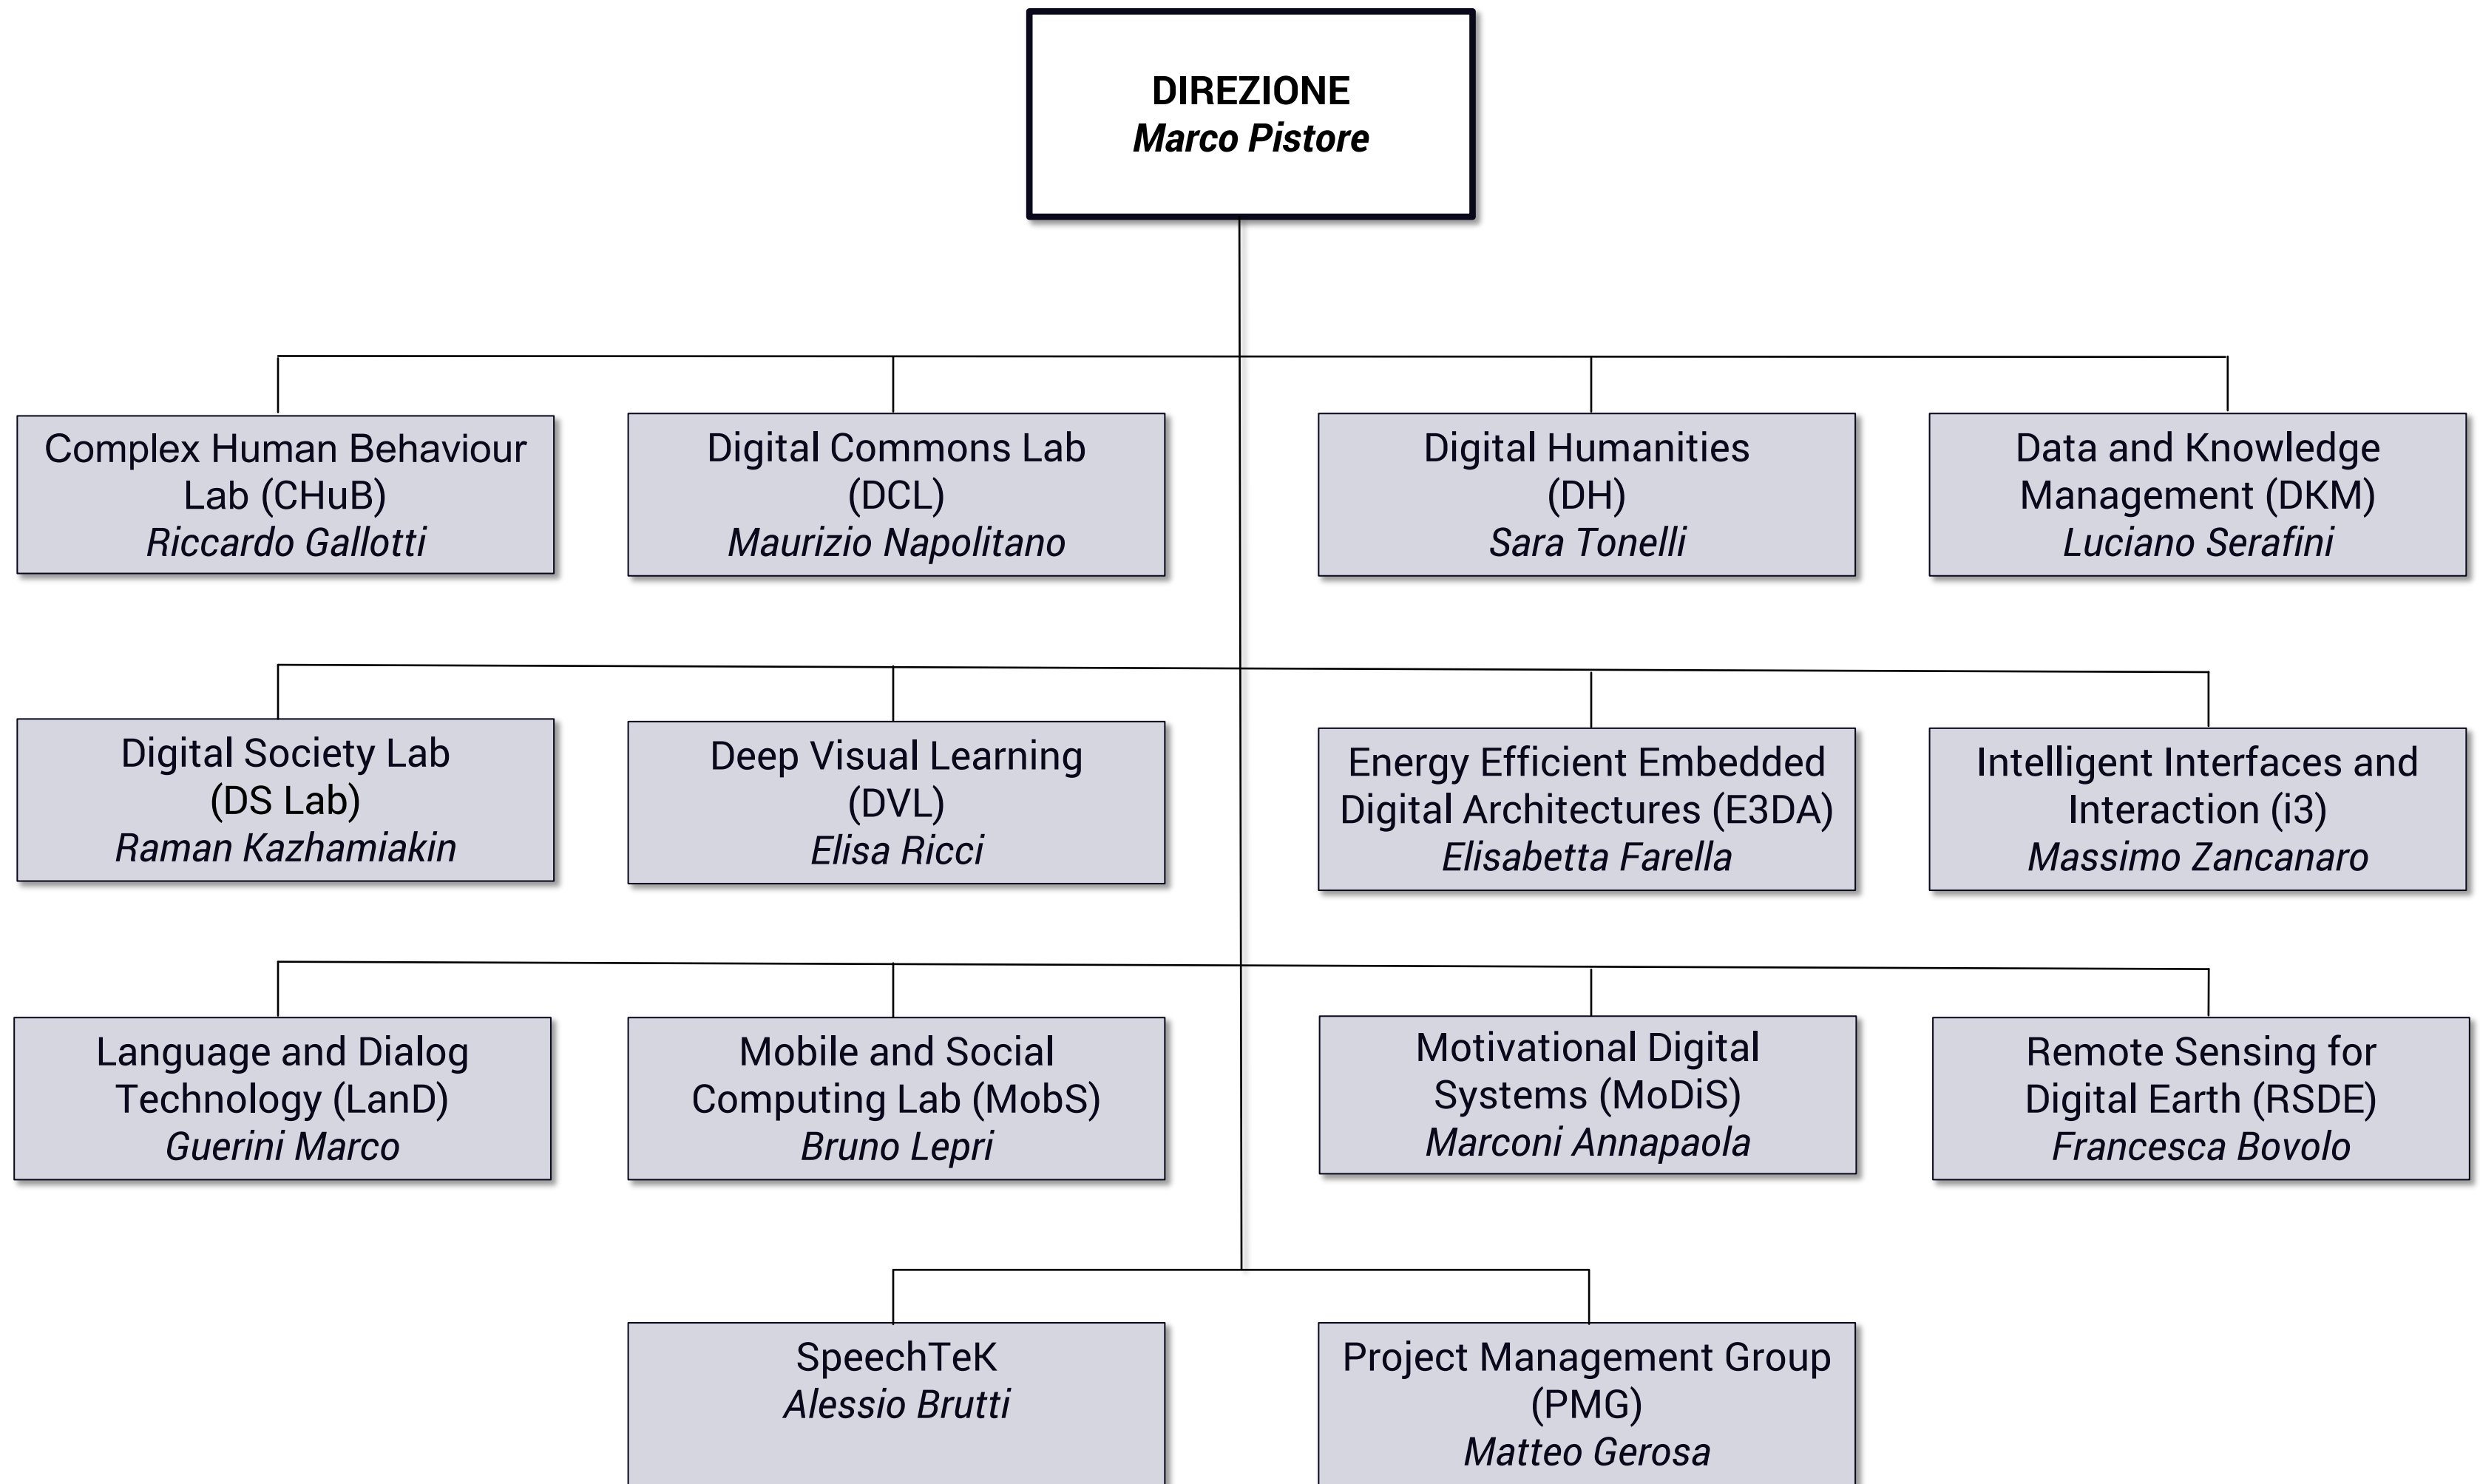 DIREZIONE
Marco Pistore
Complex Human Behaviour
Lab (CHuB)
Riccardo Gallotti
Digital Commons Lab
(DCL)
Maurizio Napolitano
Digital Humanities
(DH)
Sara Tonelli
Data and Knowledge
Management (DKM)
Luciano Serafini
Digital Society Lab
(DS Lab)
Raman Kazhamiakin
Deep Visual Learning
(DVL)
Elisa Ricci
Energy Efficient Embedded
Digital Architectures (E3DA)
Elisabetta Farella
Intelligent Interfaces and
Interaction (i3)
Massimo Zancanaro
Language and Dialog
Technology (LanD)
Guerini Marco
Mobile and Social
Computing Lab (MobS)
Bruno Lepri
Motivational Digital
Systems (MoDiS)
Marconi Annapaola
Remote Sensing for
Digital Earth (RSDE)
Francesca Bovolo
SpeechTeK
Alessio Brutti
Project Management Group
(PMG)
Matteo Gerosa